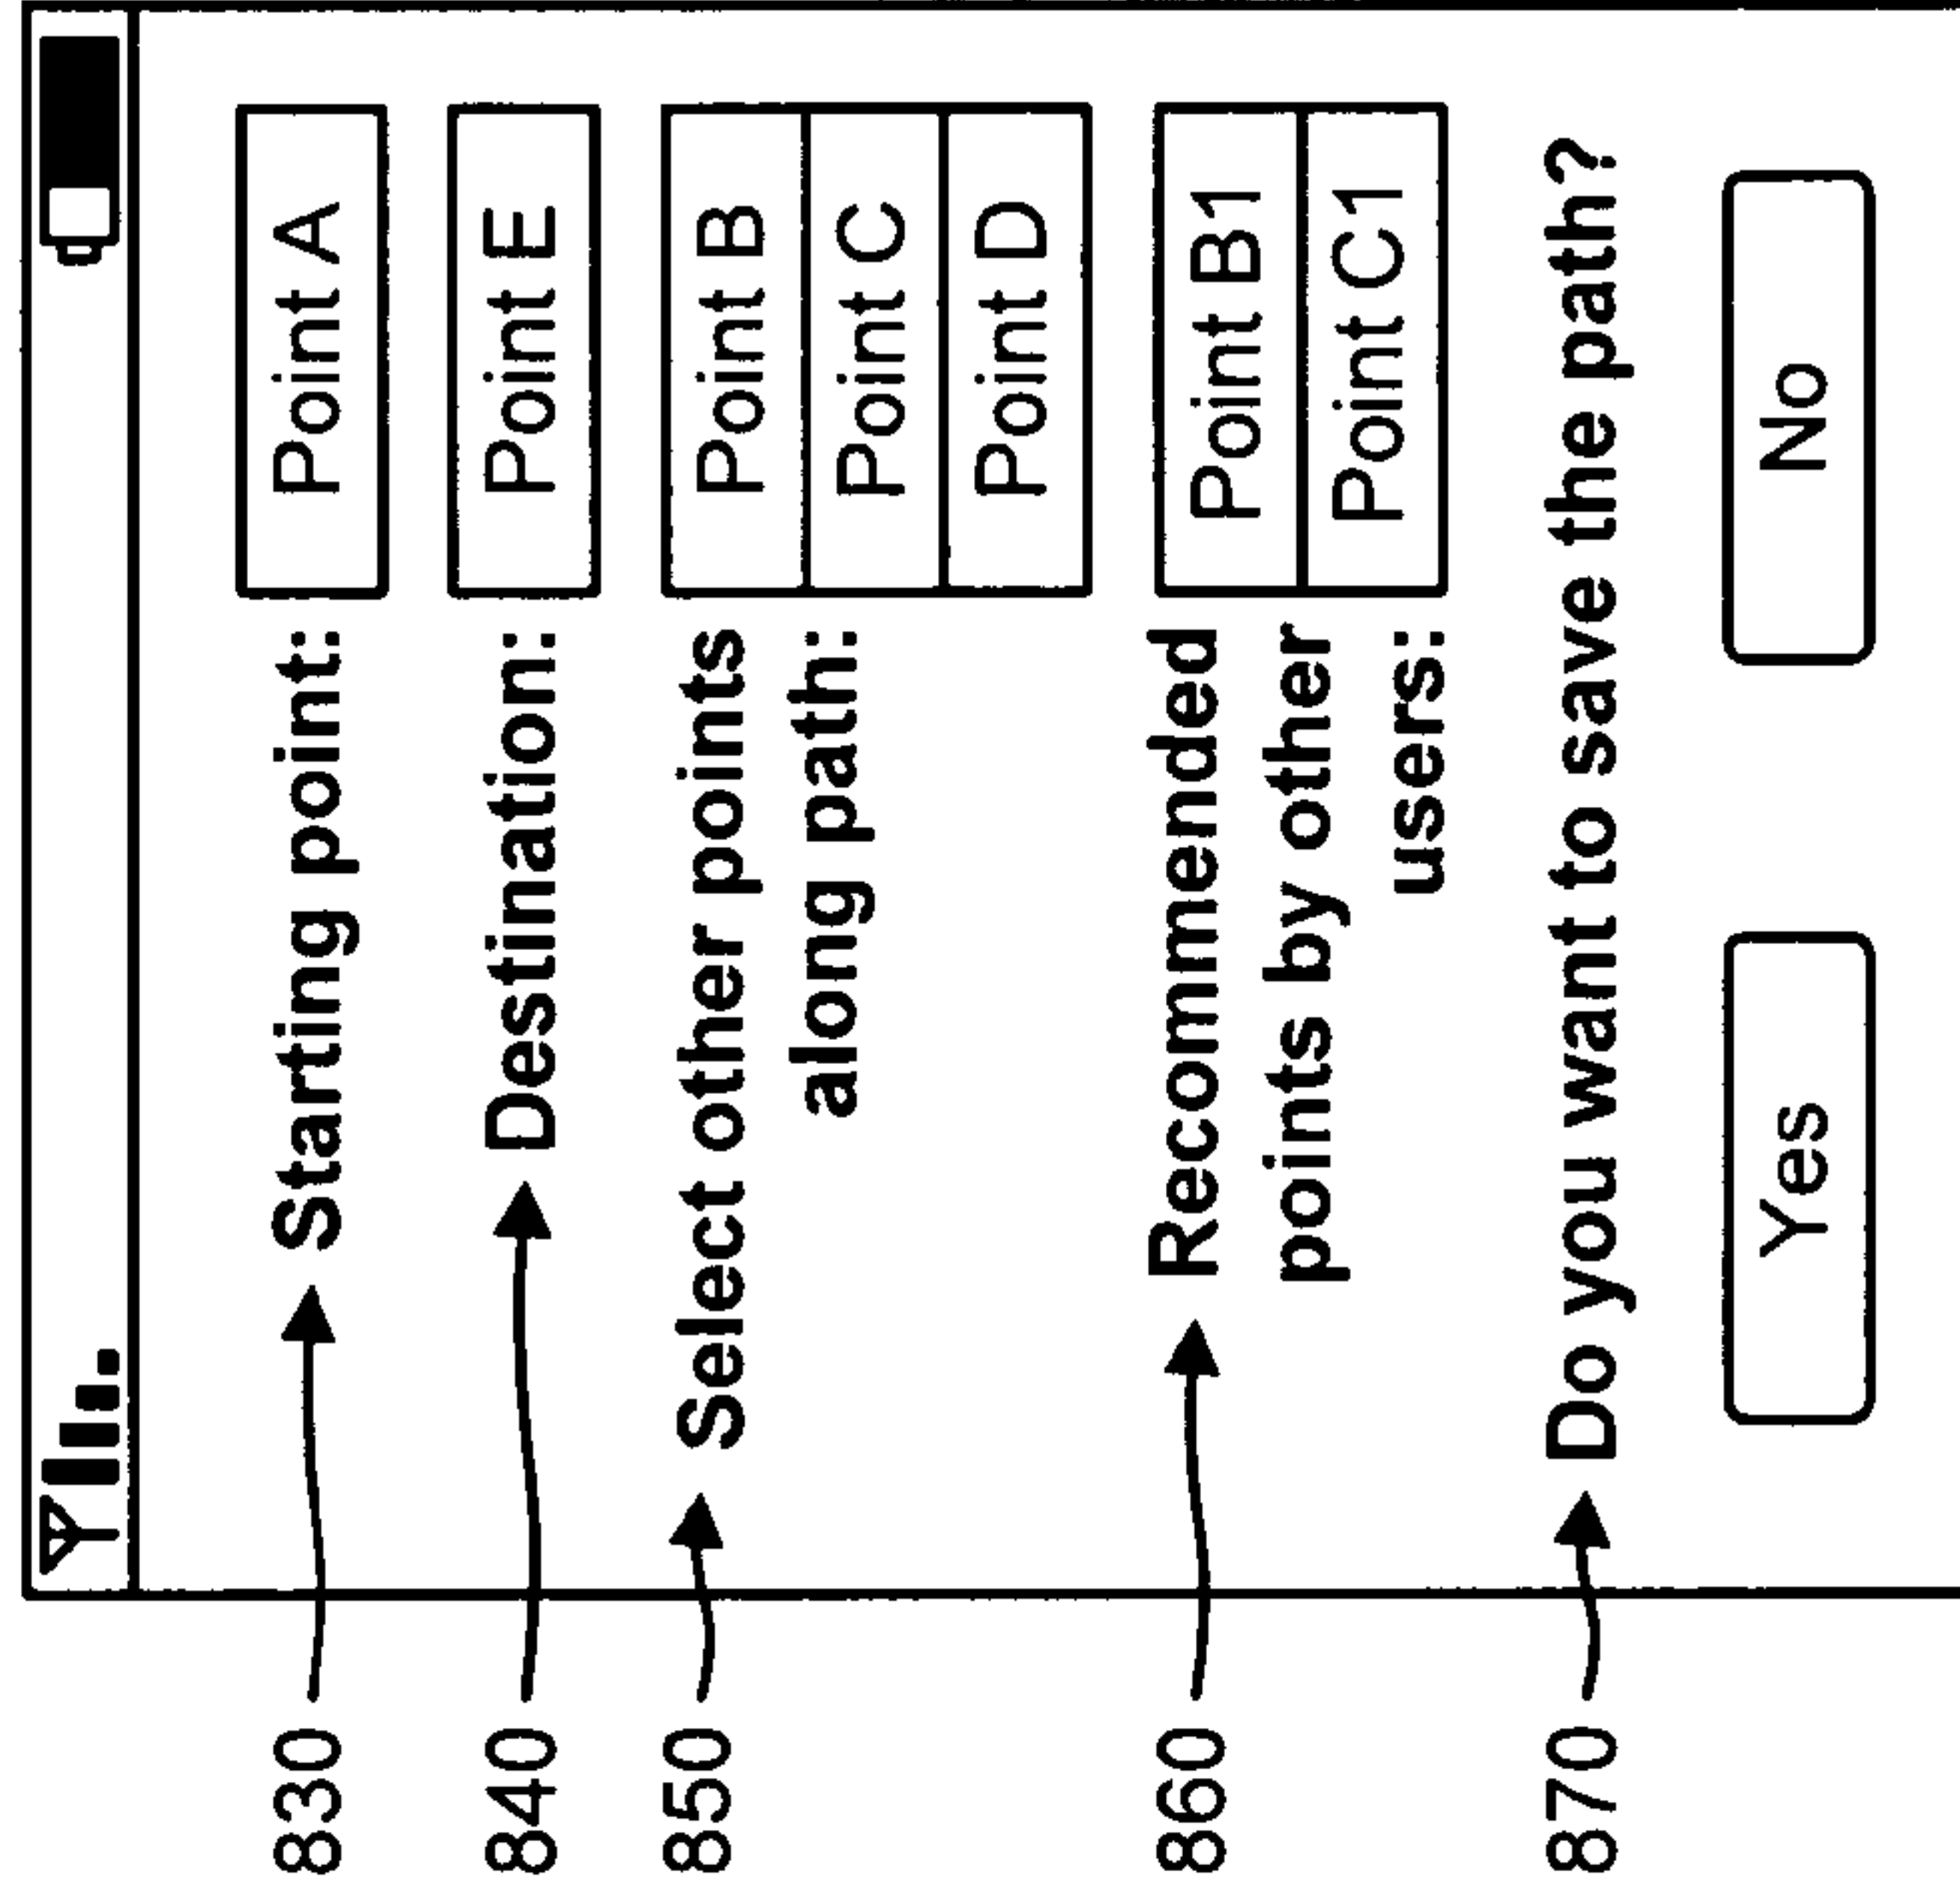 830
Starting point:
Point A
840
Destination:
Point E
850
Select other points
along path:
Point B
Point C
Point D
860
Recommended
points by other
users:
Point B1
Point C1
870
Do you want to save the path?
Yes
No